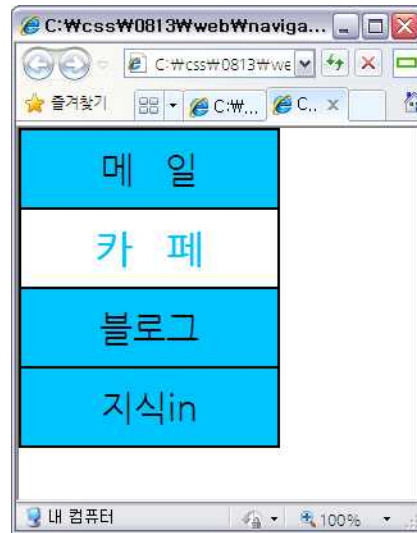 C:₩css₩0813₩web₩naviga...
C:₩css₩0813₩we
즐겨찾기
C:₩...
C...
메 일
카 페
블로그
지식in
내 컴퓨터
100%